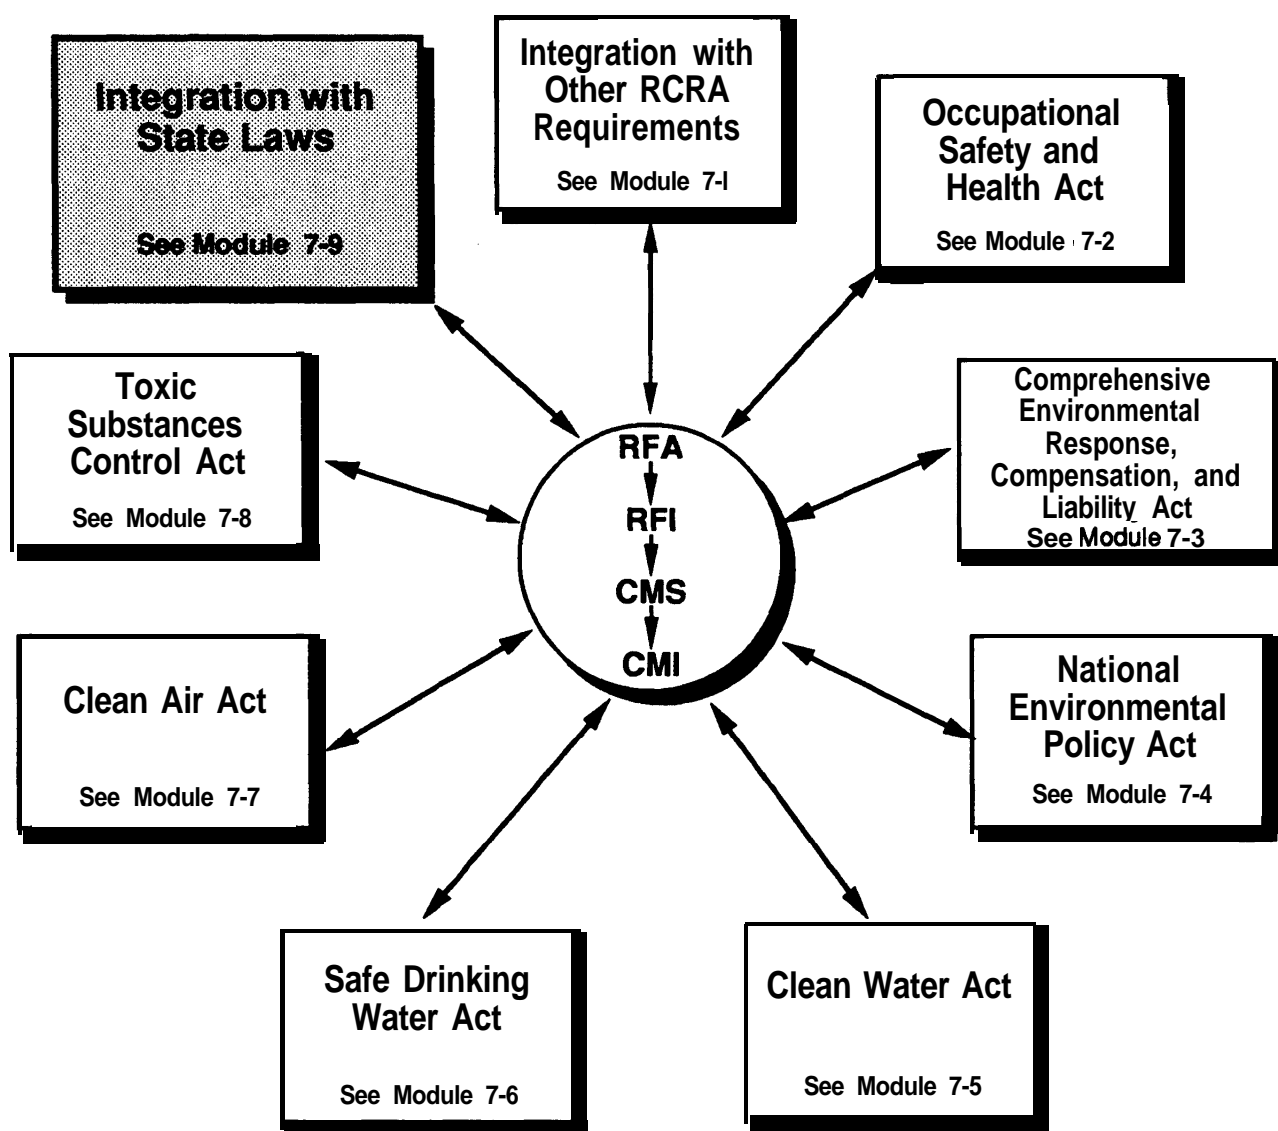 Integration with
State Laws
See Module 7-9
Integration with
Other RCRA
Requirements
See Module 7-I
Occupational
Safety and
Health Act
See Module 7-2
Comprehensive
Environmental
Response,
Compensation, and
Liability Act
See Module 7-3
National
Environmental
Policy Act
See Module 7-4
Clean Water Act
See Module 7-5
Safe Drinking
Water Act
See Module 7-6
Clean Air Act
See Module 7-7
Toxic
Substances
Control Act
See Module 7-8
RFA
RFI
CMS
CMI